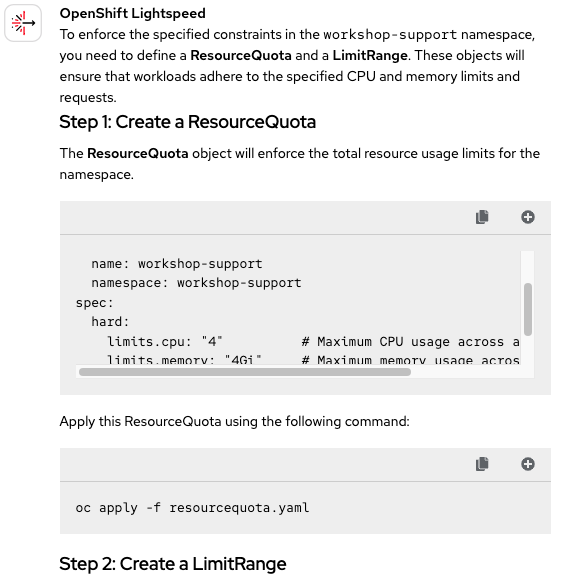 OpenShift Lightspeed
To enforce the specified constraints in the workshop-support namespace,
you need to define a ResourceQuota and a LimitRange. These objects will
ensure that workloads adhere to the specified CPU and memory limits and
requests.
Step 1: Create a ResourceQuota
The ResourceQuota object will enforce the total resource usage limits for the
namespace.
name: workshop-support
namespace: workshop-support
spec:
hard:
limits.cpu: "4" # Maximum CPU usage across a
limits.memory: "4Gi" # Maximum memory usage acros
Apply this ResourceQuota using the following command:
oc apply -f resourcequota.yaml
Step 2: Create a LimitRange